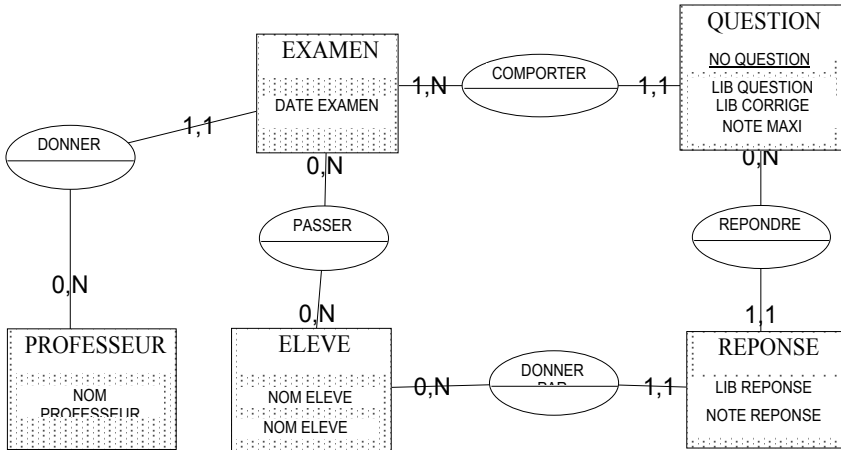 EXAMEN
DATE EXAMEN
1,N
COMPORTER
1,1
QUESTION
NO QUESTION
LIB QUESTION
LIB CORRIGE
NOTE MAXI
DONNER
1,1
0,N
PASSER
0,N
0,N
REPONDRE
1,1
0,N
PROFESSEUR
NOM
PROFESSEUR
ELEVE
NOM ELEVE
NOM ELEVE
0,N
DONNER
PAR
1,1
REPONSE
LIB REPONSE
NOTE REPONSE